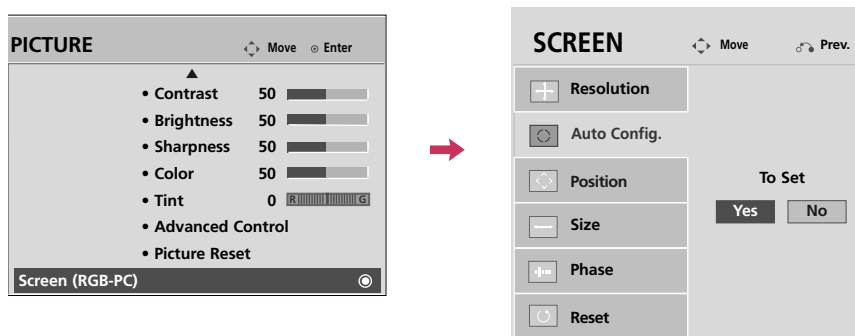 PICTURE Move Enter
• Contrast 50
• Brightness 50
• Sharpness 50
• Color 50
• Tint 0 R G
• Advanced Control
• Picture Reset
Screen (RGB-PC)
SCREEN Move Prev.
Resolution
Auto Config.
Position
Size
Phase
Reset
To Set
Yes No